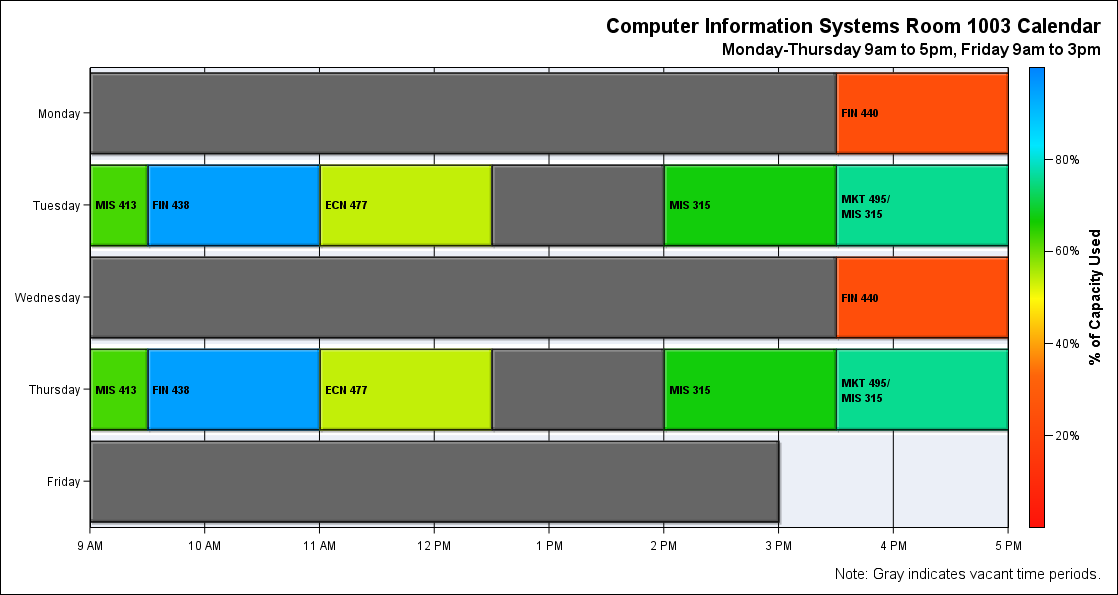 Computer Information Systems Room 1003 Calendar
Monday-Thursday 9am to 5pm, Friday 9am to 3pm
Monday
FIN 440
Tuesday
MIS 413
FIN 438
ECN 477
MIS 315
MKT 495/
MIS 315
Wednesday
FIN 440
Thursday
MIS 413
FIN 438
ECN 477
MIS 315
MKT 495/
MIS 315
Friday
9 AM
10 AM
11 AM
12 PM
1 PM
2 PM
3 PM
4 PM
5 PM
80%
60%
40%
20%
% of Capacity Used
Note: Gray indicates vacant time periods.